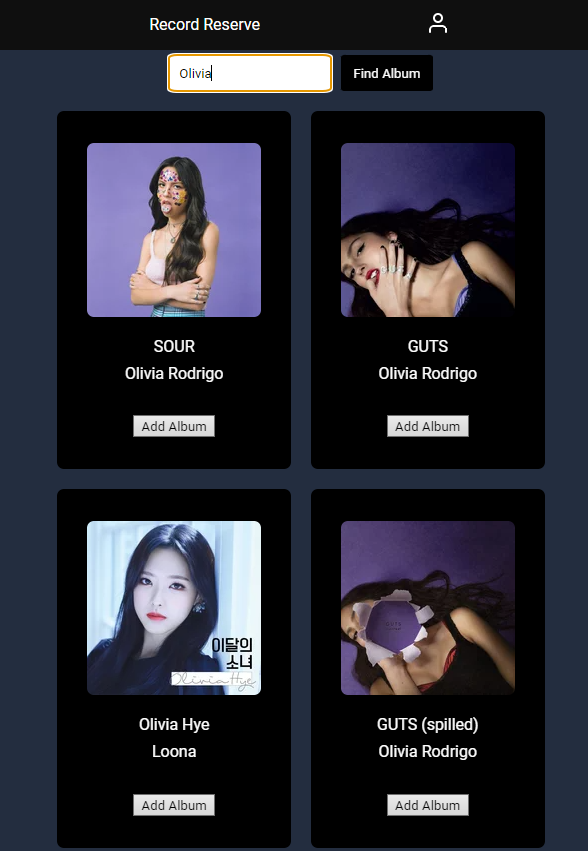 Record Reserve
Olivia
Find Album
SOUR
Olivia Rodrigo
Add Album
GUTS
Olivia Rodrigo
Add Album
이달의
소녀
Olivia Hye
Olivia Hye
Loona
Add Album
GUTS
GUTS (spilled)
Olivia Rodrigo
Add Album